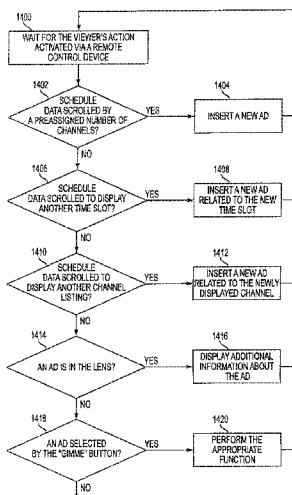 1400
WAIT FOR THE VIEWER'S ACTION
ACTIVATED VIA A REMOTE
CONTROL DEVICE
1402
SCHEDULE
DATA SCROLLED BY
A PREASSIGNED NUMBER OF
CHANNELS?
YES
1404
INSERT A NEW AD
NO
1406
SCHEDULE
DATA SCROLLED TO DISPLAY
ANOTHER TIME SLOT?
YES
1408
INSERT A NEW AD
RELATED TO THE NEW
TIME SLOT
NO
1410
SCHEDULE
DATA SCROLLED TO
DISPLAY ANOTHER CHANNEL
LISTING?
YES
1412
INSERT A NEW AD
RELATED TO THE NEWLY
DISPLAYED CHANNEL
NO
1414
AN AD IS IN THE LENS?
YES
1416
DISPLAY ADDITIONAL
INFORMATION ABOUT
THE AD
NO
1418
AN AD SELECTED
BY THE "GIMME" BUTTON?
YES
1420
PERFORM THE
APPROPRIATE
FUNCTION
NO